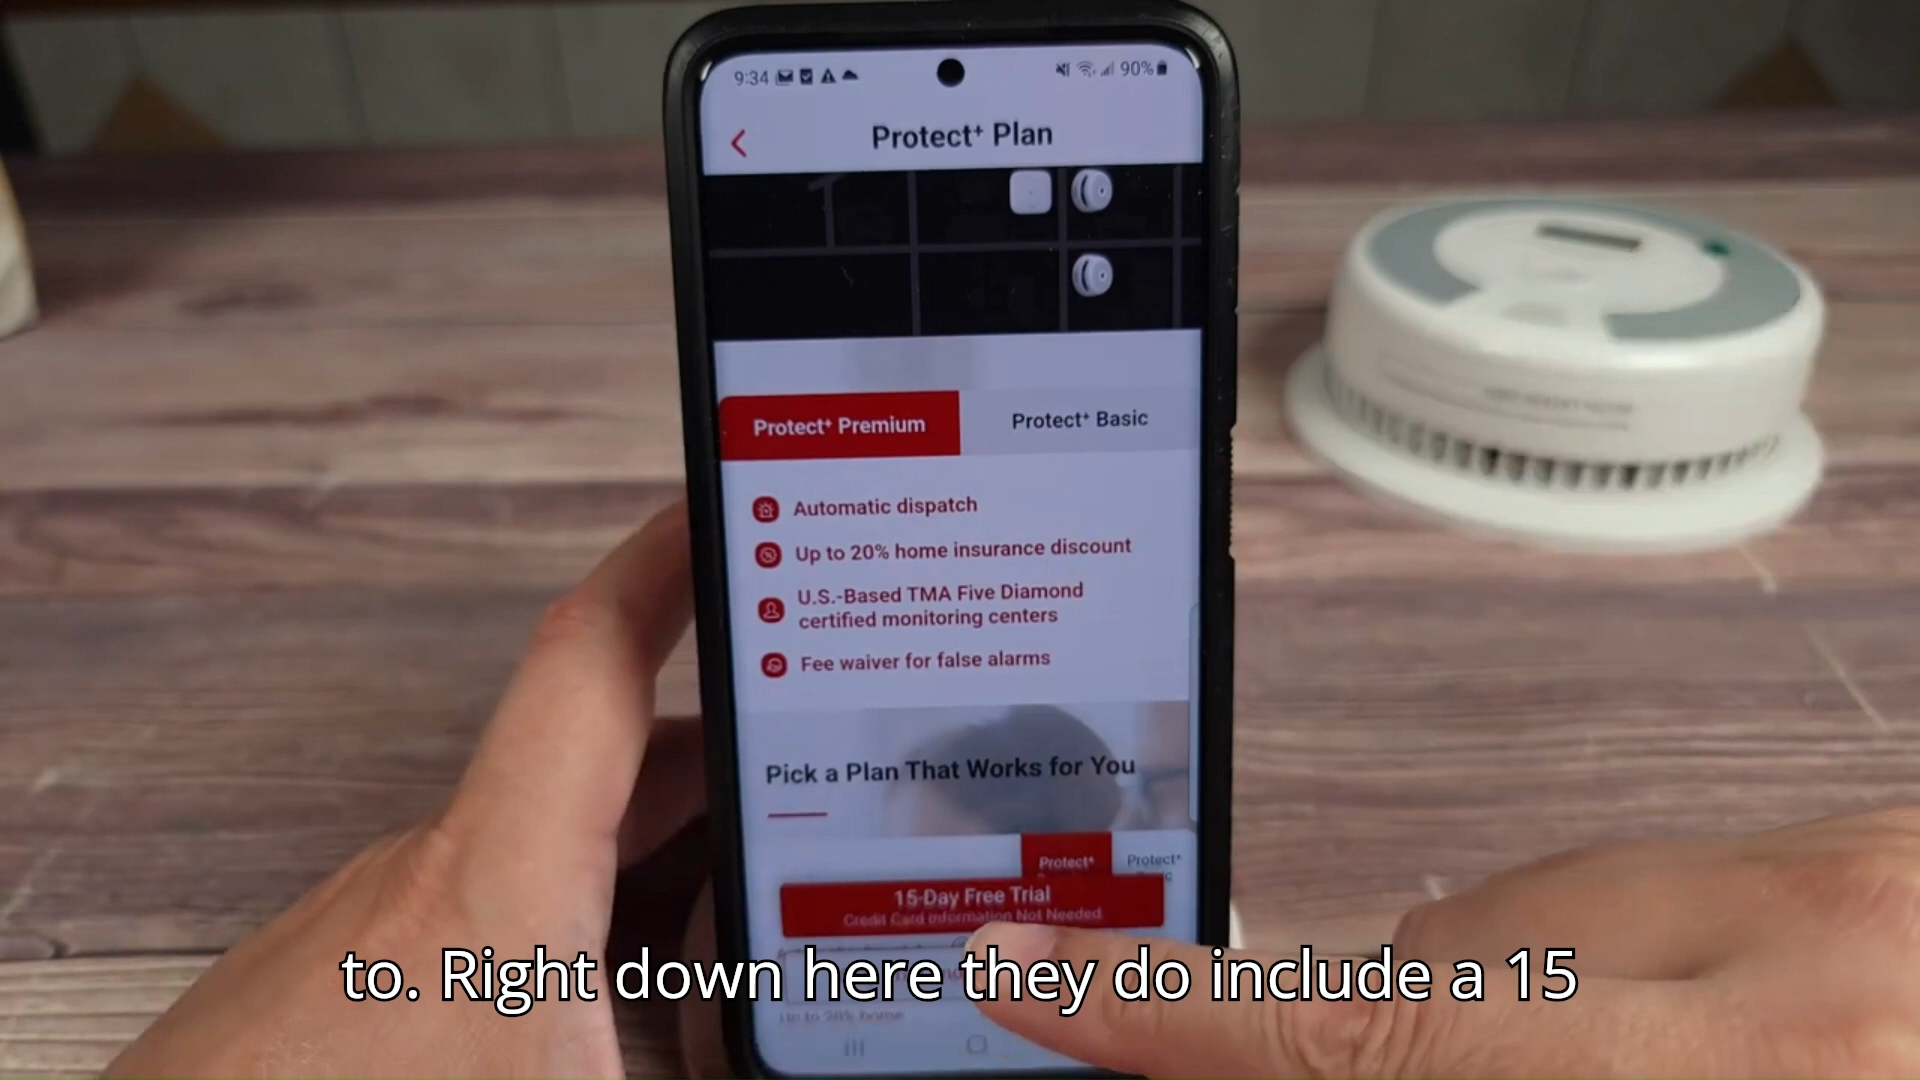 9:34
90%
Protect+ Plan
Protect+ Premium
Protect+ Basic
Automatic dispatch
Up to 20% home insurance discount
U.S.-Based TMA Five Diamond
certified monitoring centers
Fee waiver for false alarms
Pick a Plan That Works for You
Protect+
Protect+
15-Day Free Trial
Credit Card Information Not Needed
to. Right down here they do include a 15
Up to 20% home